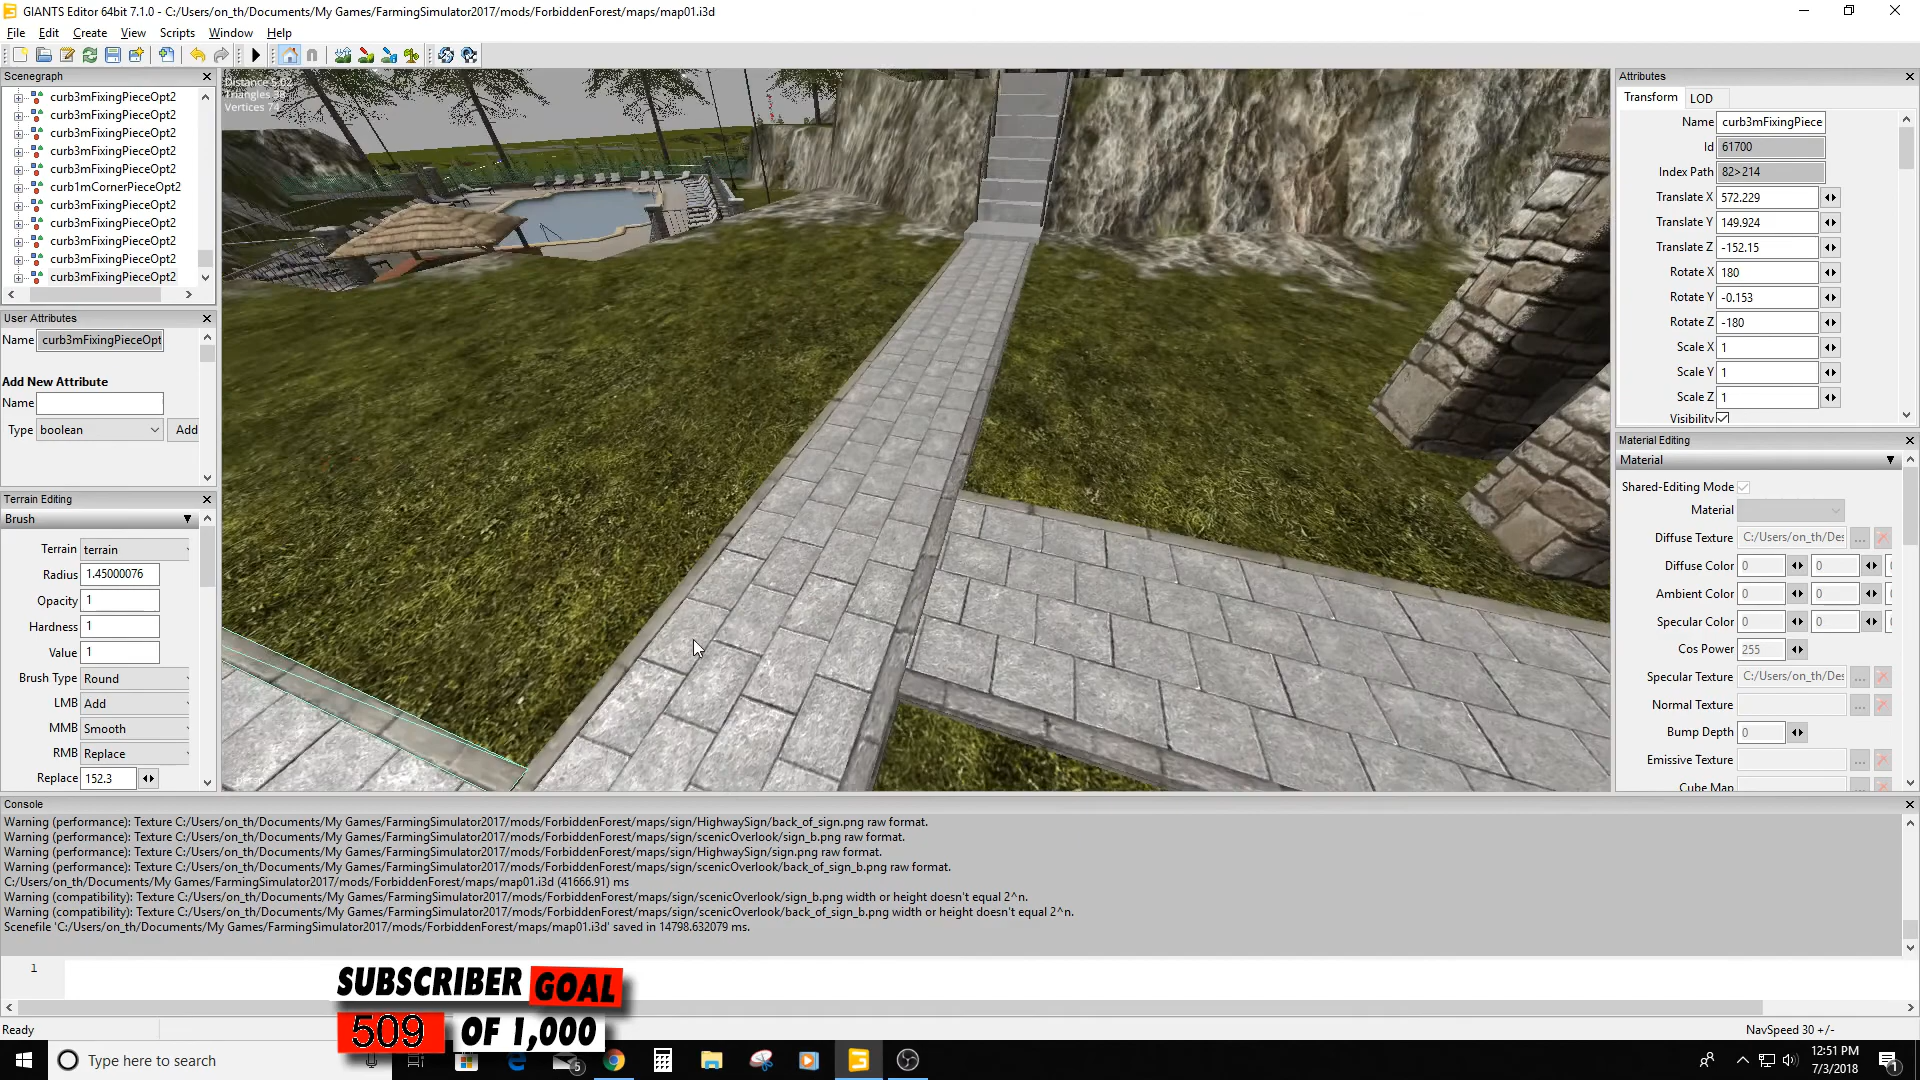 GIANTS Editor 64bit 7.1.0 - C:/Users/on_th/Documents/My Games/FarmingSimulator2017/mods/ForbiddenForest/maps/map01.i3d
File Edit Create View Scripts Window Help
Scenegraph
curb3mFixingPieceOpt2
curb3mFixingPieceOpt2
curb3mFixingPieceOpt2
curb3mFixingPieceOpt2
curb3mFixingPieceOpt2
curb1mCornerPieceOpt2
curb3mFixingPieceOpt2
curb3mFixingPieceOpt2
curb3mFixingPieceOpt2
curb3mFixingPieceOpt2
curb3mFixingPieceOpt2
User Attributes
Name curb3mFixingPieceOpt
Add New Attribute
Name
Type boolean Add
Terrain Editing
Brush
Terrain terrain
Radius 1.45000076
Opacity 1
Hardness 1
Value 1
Brush Type Round
LMB Add
MMB Smooth
RMB Replace
Replace 152.3
Distance
Triangles 38
Vertices 74
persp
Attributes
Transform LOD
Name curb3mFixingPiece
Id 61700
Index Path 82>214
Translate X 572.229
Translate Y 149.924
Translate Z -152.15
Rotate X 180
Rotate Y -0.153
Rotate Z -180
Scale X 1
Scale Y 1
Scale Z 1
Visibility
Material Editing
Material
Shared-Editing Mode
Material
Diffuse Texture C:/Users/on_th/Des ...
Diffuse Color 0 0
Ambient Color 0 0
Specular Color 0 0
Cos Power 255
Specular Texture C:/Users/on_th/Des ...
Normal Texture ...
Bump Depth 0
Emissive Texture ...
Cube Map
Console
Warning (performance): Texture C:/Users/on_th/Documents/My Games/FarmingSimulator2017/mods/ForbiddenForest/maps/sign/HighwaySign/back_of_sign.png raw format.
Warning (performance): Texture C:/Users/on_th/Documents/My Games/FarmingSimulator2017/mods/ForbiddenForest/maps/sign/scenicOverlook/sign_b.png raw format.
Warning (performance): Texture C:/Users/on_th/Documents/My Games/FarmingSimulator2017/mods/ForbiddenForest/maps/sign/HighwaySign/sign.png raw format.
Warning (performance): Texture C:/Users/on_th/Documents/My Games/FarmingSimulator2017/mods/ForbiddenForest/maps/sign/scenicOverlook/back_of_sign_b.png raw format.
C:/Users/on_th/Documents/My Games/FarmingSimulator2017/mods/ForbiddenForest/maps/map01.i3d (41666.91) ms
Warning (compatibility): Texture C:/Users/on_th/Documents/My Games/FarmingSimulator2017/mods/ForbiddenForest/maps/sign/scenicOverlook/sign_b.png width or height doesn't equal 2^n.
Warning (compatibility): Texture C:/Users/on_th/Documents/My Games/FarmingSimulator2017/mods/ForbiddenForest/maps/sign/scenicOverlook/back_of_sign_b.png width or height doesn't equal 2^n.
Scenefile 'C:/Users/on_th/Documents/My Games/FarmingSimulator2017/mods/ForbiddenForest/maps/map01.i3d' saved in 14798.632079 ms.
1
SUBSCRIBER GOAL
509 OF 1,000
Ready
NavSpeed 30 +/-
Type here to search
5
12:51 PM
7/3/2018
1